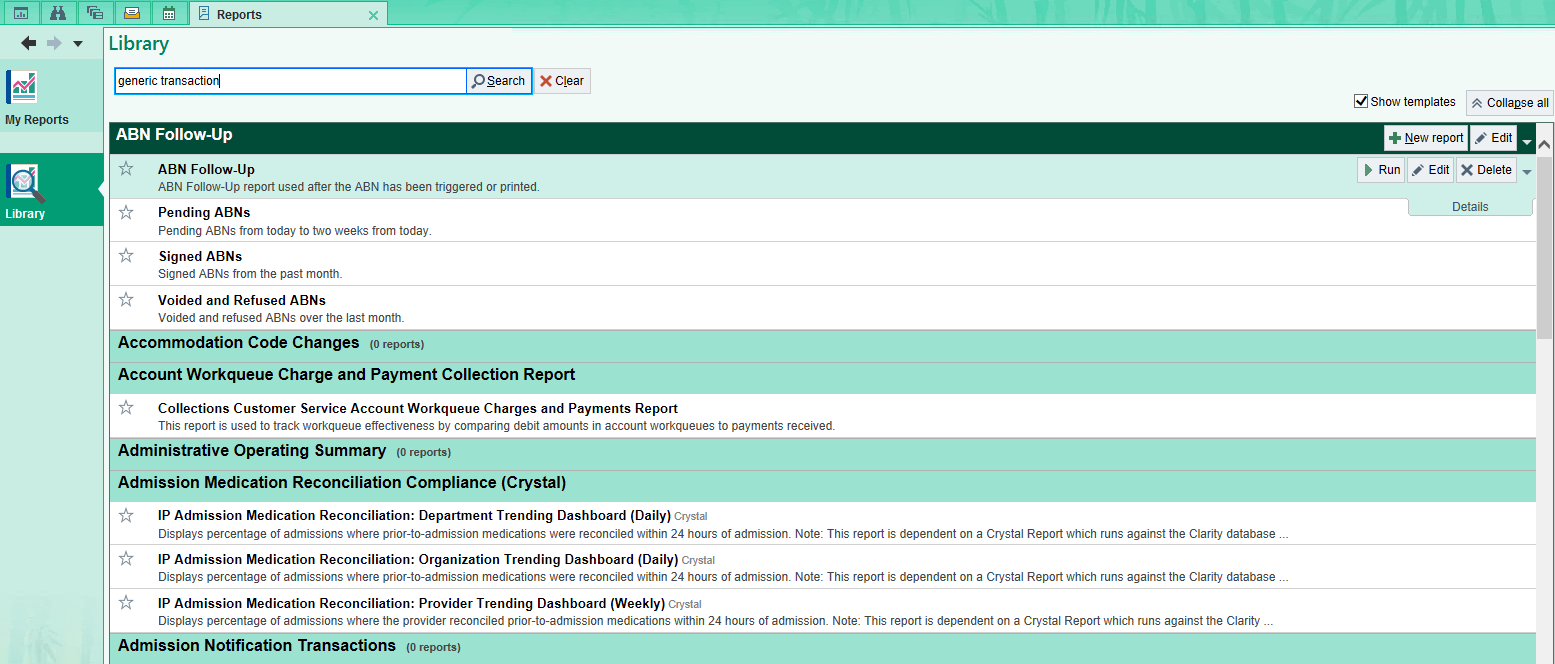 Reports
Library
generic transaction
Search
Clear
My Reports
Show templates
Collapse all
Library
ABN Follow-Up
New report
Edit
ABN Follow-Up
ABN Follow-Up report used after the ABN has been triggered or printed.
Run
Edit
Delete
Details
Pending ABNs
Pending ABNs from today to two weeks from today.
Signed ABNs
Signed ABNs from the past month.
Voided and Refused ABNs
Voided and refused ABNs over the last month.
Accommodation Code Changes (0 reports)
Account Workqueue Charge and Payment Collection Report
Collections Customer Service Account Workqueue Charges and Payments Report
This report is used to track workqueue effectiveness by comparing debit amounts in account workqueues to payments received.
Administrative Operating Summary (0 reports)
Admission Medication Reconciliation Compliance (Crystal)
IP Admission Medication Reconciliation: Department Trending Dashboard (Daily) Crystal
Displays percentage of admissions where prior-to-admission medications were reconciled within 24 hours of admission. Note: This report is dependent on a Crystal Report which runs against the Clarity database ...
IP Admission Medication Reconciliation: Organization Trending Dashboard (Daily) Crystal
Displays percentage of admissions where prior-to-admission medications were reconciled within 24 hours of admission. Note: This report is dependent on a Crystal Report which runs against the Clarity database ...
IP Admission Medication Reconciliation: Provider Trending Dashboard (Weekly) Crystal
Displays percentage of admissions where the provider reconciled prior-to-admission medications within 24 hours of admission. Note: This report is dependent on a Crystal Report which runs against the Clarity ...
Admission Notification Transactions (0 reports)